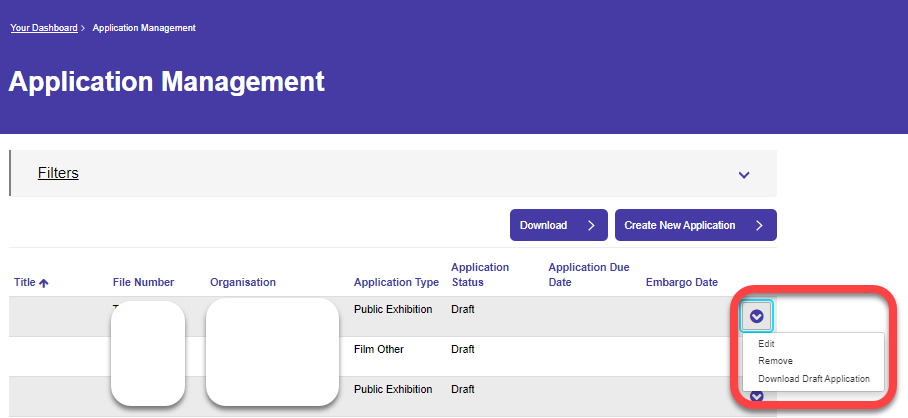 Your Dashboard > Application Management
Application Management
Filters
Download
Create New Application
Title
File Number
Organisation
Application Type
Application
Status
Application Due
Date
Embargo Date
Public Exhibition
Draft
Film Other
Draft
Public Exhibition
Draft
Edit
Remove
Download Draft Application